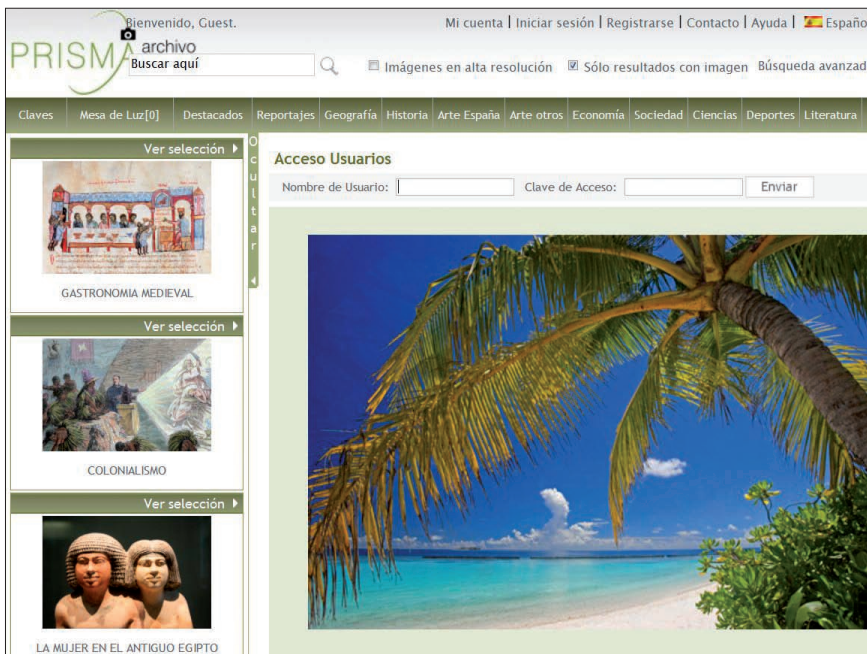 Bienvenido, Guest.
Mi cuenta | Iniciar sesión | Registrarse | Contacto | Ayuda | Españo
PRISMA
archivo
Buscar aquí
Imágenes en alta resolución
Sólo resultados con imagen
Búsqueda avanzad
Claves Mesa de Luz[0] Destacados Reportajes Geografía Historia Arte España Arte otros Economía Sociedad Ciencias Deportes Literatura
Ver selección
GASTRONOMIA MEDIEVAL
Ver selección
COLONIALISMO
Ver selección
LA MUJER EN EL ANTIGUO EGIPTO
Ocultar
Acceso Usuarios
Nombre de Usuario: Clave de Acceso: Enviar